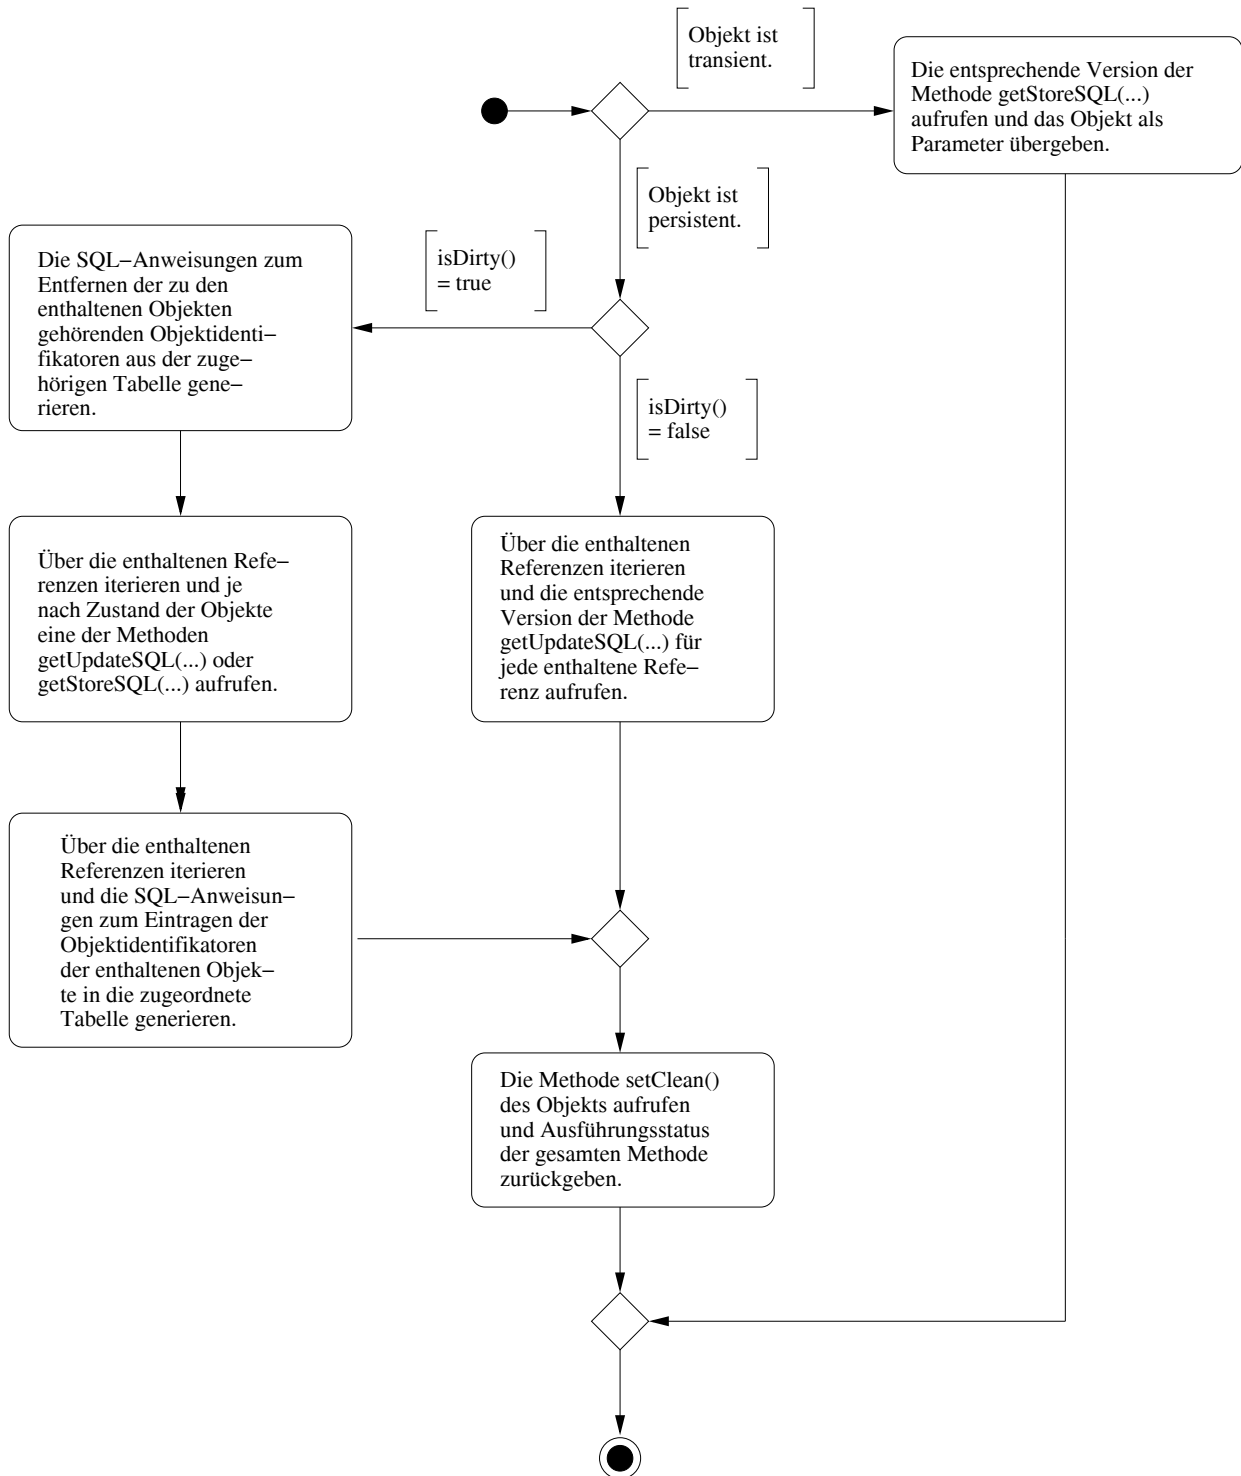 Objekt ist
transient.
Die entsprechende Version der
Methode getStoreSQL(...)
aufrufen und das Objekt als
Parameter übergeben.
Objekt ist
persistent.
isDirty()
= true
Die SQL−Anweisungen zum
Entfernen der zu den
enthaltenen Objekten
gehörenden Objektidenti−
fikatoren aus der zuge−
hörigen Tabelle gene−
rieren.
isDirty()
= false
Über die enthaltenen Refe−
renzen iterieren und je
nach Zustand der Objekte
eine der Methoden
getUpdateSQL(...) oder
getStoreSQL(...) aufrufen.
Über die enthaltenen
Referenzen iterieren
und die entsprechende
Version der Methode
getUpdateSQL(...) für
jede enthaltene Refe−
renz aufrufen.
Über die enthaltenen
Referenzen iterieren
und die SQL−Anweisun−
gen zum Eintragen der
Objektidentifikatoren
der enthaltenen Objek−
te in die zugeordnete
Tabelle generieren.
Die Methode setClean()
des Objekts aufrufen
und Ausführungsstatus
der gesamten Methode
zurückgeben.